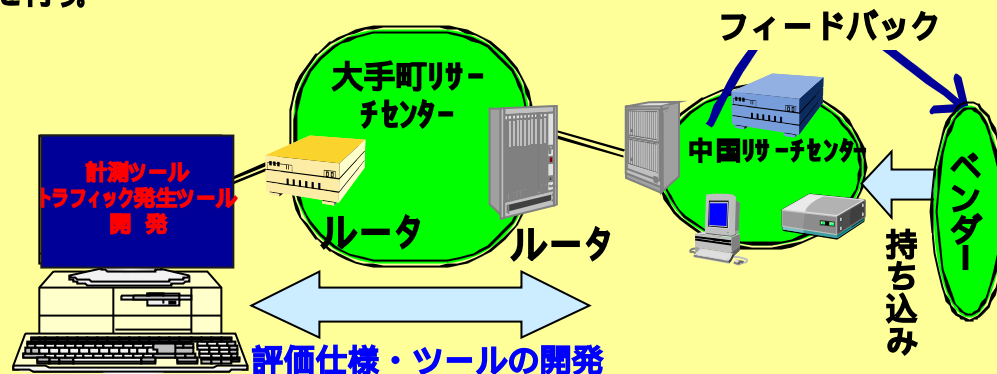 を行う。
フィードバック
大手町リサー
チセンター
中国リサーチセンター
計測ツール
トラフィック発生ツール
開 発
ルータ
ルータ
ベンダー
持ち込み
評価仕様・ツールの開発